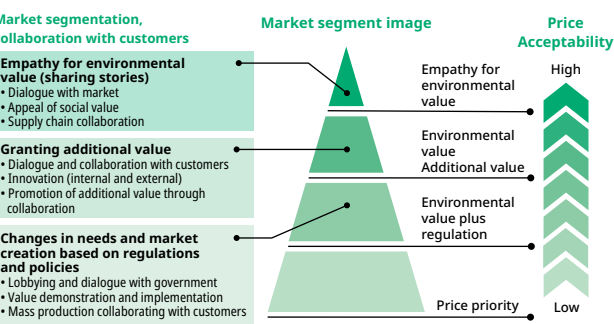 Market segmentation,
ollaboration with customers
Empathy for environmental
value (sharing stories)
• Dialogue with market
• Appeal of social value
• Supply chain collaboration
Granting additional value
• Dialogue and collaboration with customers
• Innovation (internal and external)
• Promotion of additional value through
collaboration
Changes in needs and market
creation based on regulations
and policies
• Lobbying and dialogue with government
• Value demonstration and implementation
• Mass production collaborating with customers
Market segment image
Empathy for
environmental
value
Environmental
value
Additional value
Environmental
value plus
regulation
Price priority
Price
Acceptability
High
Low